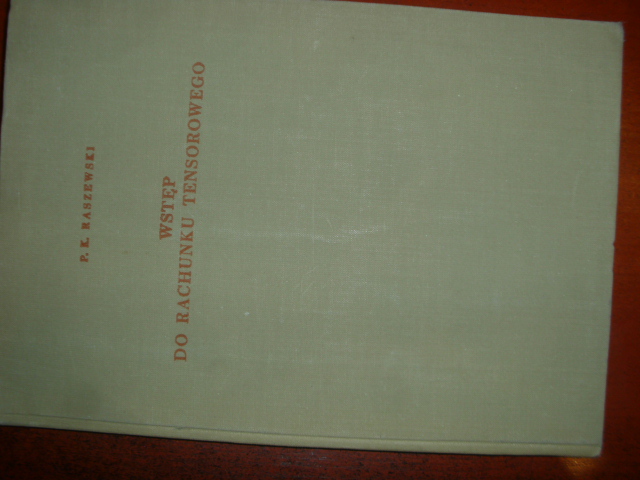 P. K. RASZEWSKI
WSTĘP
DO RACHUNKU TENSOROWEGO